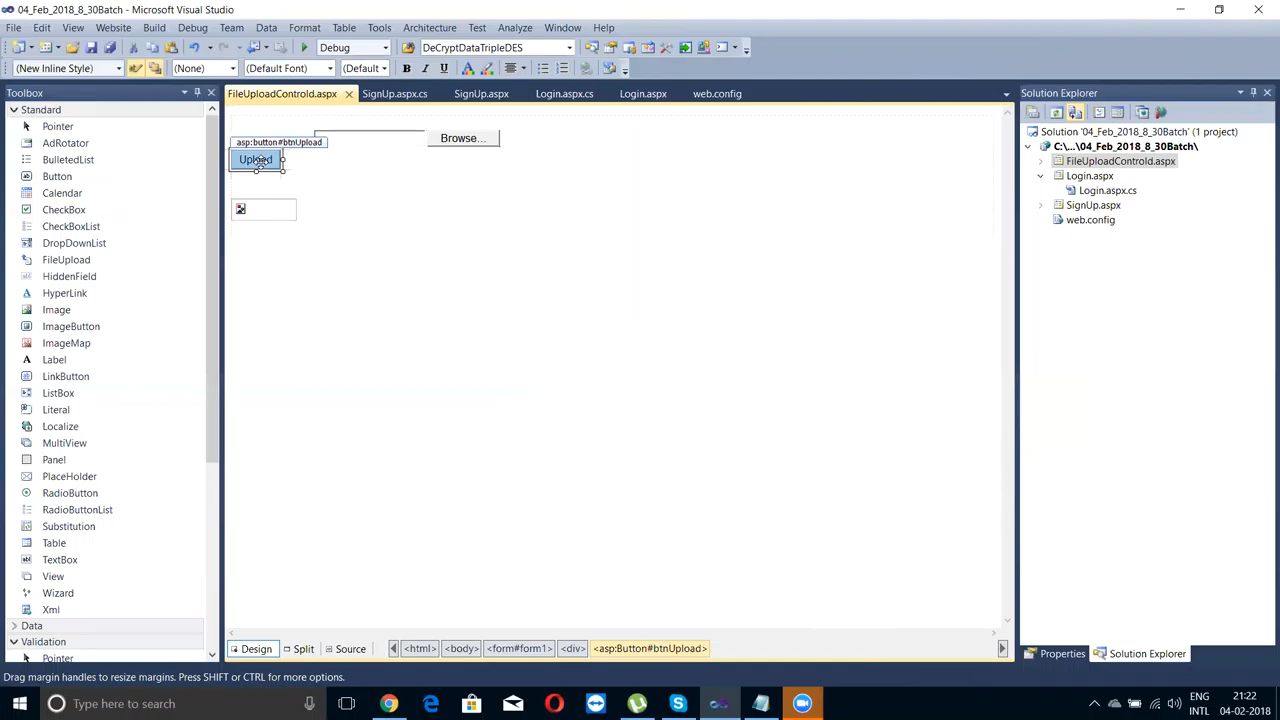 04_Feb_2018_8_30Batch - Microsoft Visual Studio
File Edit View Website Build Debug Team Data Format Table Tools Architecture Test Analyze Window Help
Debug DeCryptDataTripleDES
(New Inline Style) (None) (Default Font) (Default B I U A
Toolbox
Standard
Pointer
AdRotator
BulletedList
Button
Calendar
CheckBox
CheckBoxList
DropDownList
FileUpload
HiddenField
HyperLink
Image
ImageButton
ImageMap
A Label
LinkButton
ListBox
Literal
Localize
MultiView
Panel
PlaceHolder
RadioButton
RadioButtonList
Substitution
Table
TextBox
View
Wizard
Xml
Data
Validation
Pointer
FileUploadControld.aspx SignUp.aspx.cs SignUp.aspx Login.aspx.cs Login.aspx web.config
Browse...
asp:button#btnUpload
Upload
Design Split Source <html> <body> <form#form1> <div> <asp:Button#btnUpload>
Solution Explorer
Solution '04_Feb_2018_8_30Batch' (1 project)
C:\...\04_Feb_2018_8_30Batch\
FileUploadControld.aspx
Login.aspx
Login.aspx.cs
SignUp.aspx
web.config
Properties Solution Explorer
Drag margin handles to resize margins. Press SHIFT or CTRL for more options.
Type here to search
ENG
INTL
21:22
04-02-2018